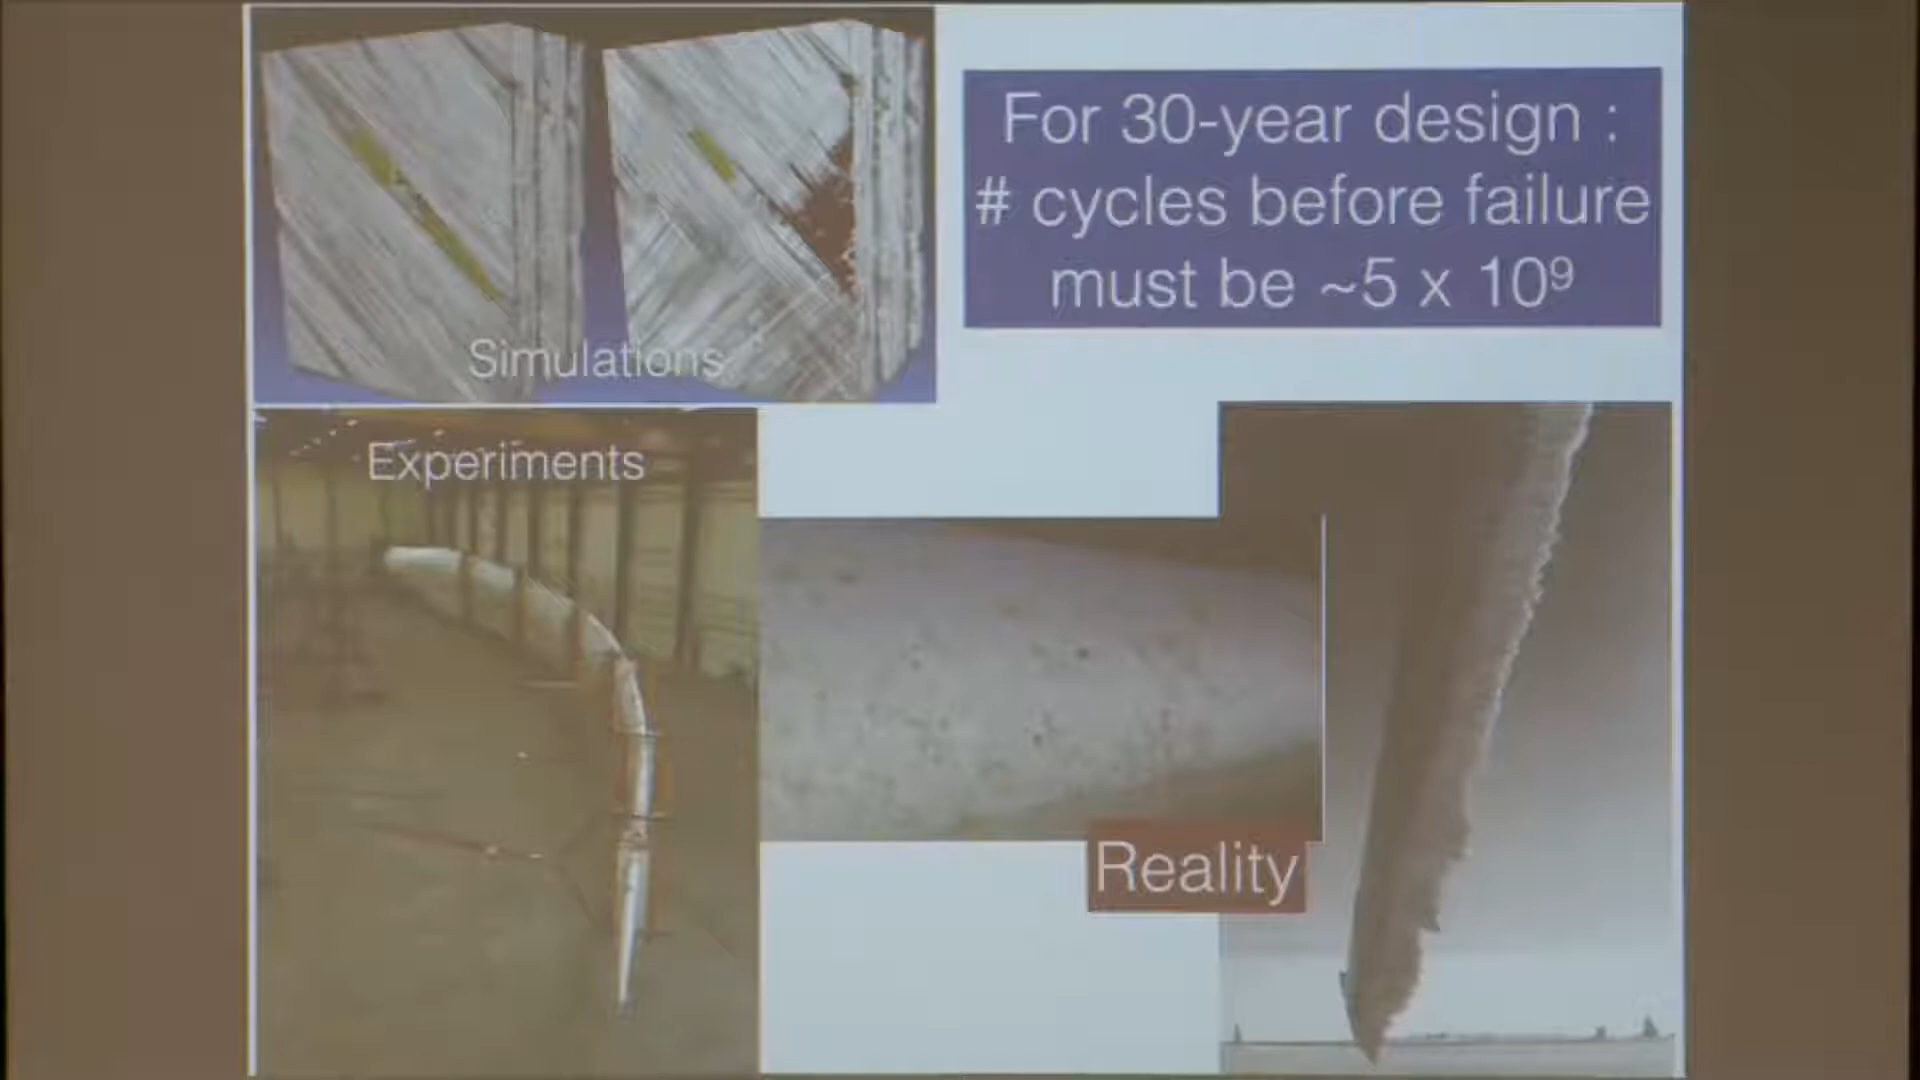 For 30-year design :
# cycles before failure
must be ~5 x 10⁹
Simulations
Experiments
Reality